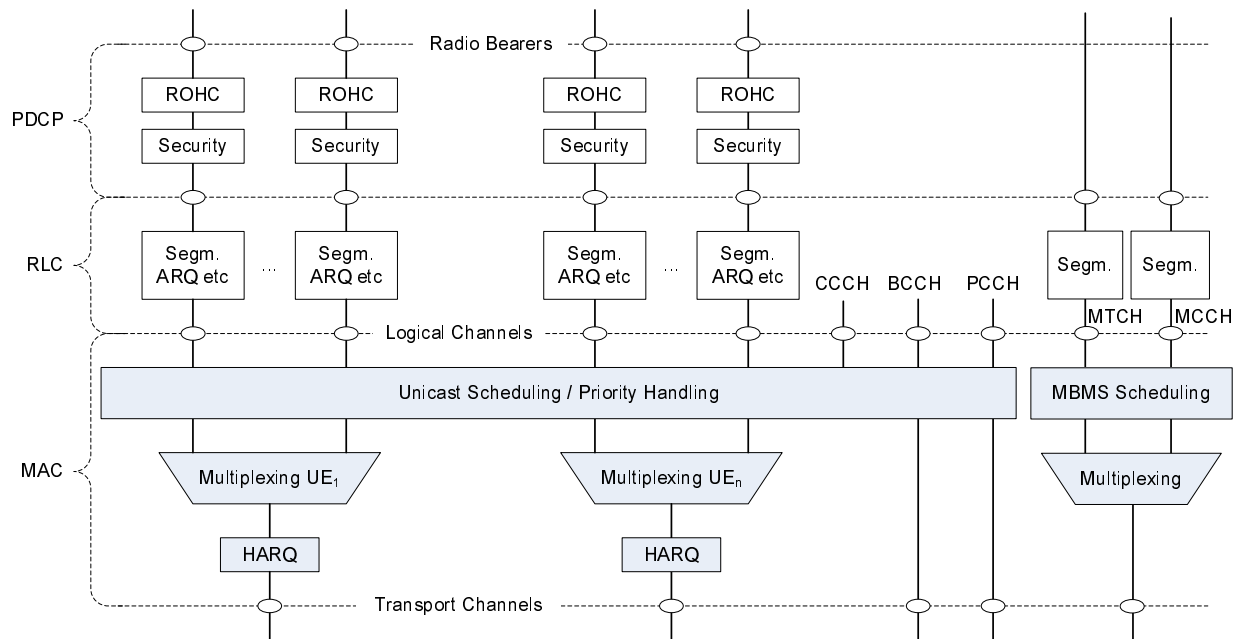 Radio Bearers
ROHC
ROHC
ROHC
ROHC
PDCP
Security
Security
Security
Security
Segm.
ARQ etc
...
Segm.
ARQ etc
Segm.
ARQ etc
...
Segm.
ARQ etc
RLC
Segm.
Segm.
CCCH
BCCH
PCCH
MTCH
MCCH
Logical Channels
Unicast Scheduling / Priority Handling
MBMS Scheduling
MAC
Multiplexing UE₁
Multiplexing UEₙ
Multiplexing
HARQ
HARQ
Transport Channels